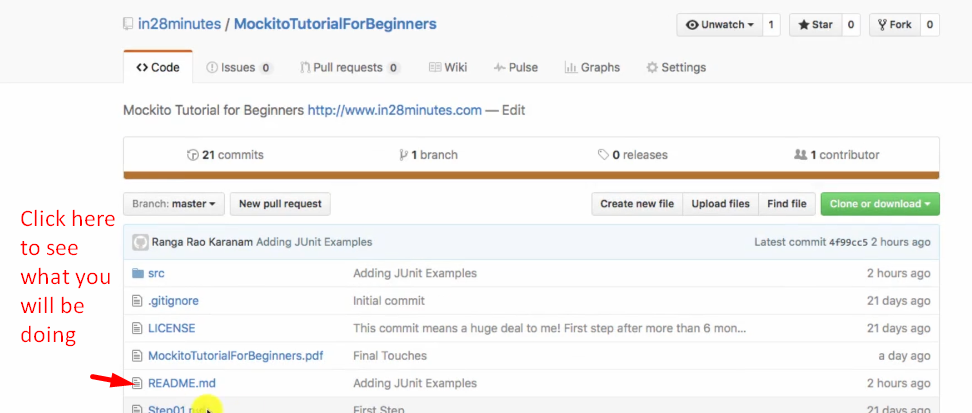 in28minutes / MockitoTutorialForBeginners
Unwatch 1 Star 0 Fork 0
Code Issues 0 Pull requests 0 Wiki Pulse Graphs Settings
Mockito Tutorial for Beginners http://www.in28minutes.com — Edit
21 commits 1 branch 0 releases 1 contributor
Branch: master New pull request Create new file Upload files Find file Clone or download
Click here
to see
what you
will be
doing
Ranga Rao Karanam Adding JUnit Examples Latest commit 4f99cc5 2 hours ago
src Adding JUnit Examples 2 hours ago
.gitignore Initial commit 21 days ago
LICENSE This commit means a huge deal to me! First step after more than 6 mon... 21 days ago
MockitoTutorialForBeginners.pdf Final Touches a day ago
README.md Adding JUnit Examples 2 hours ago
First Step 21 days ago